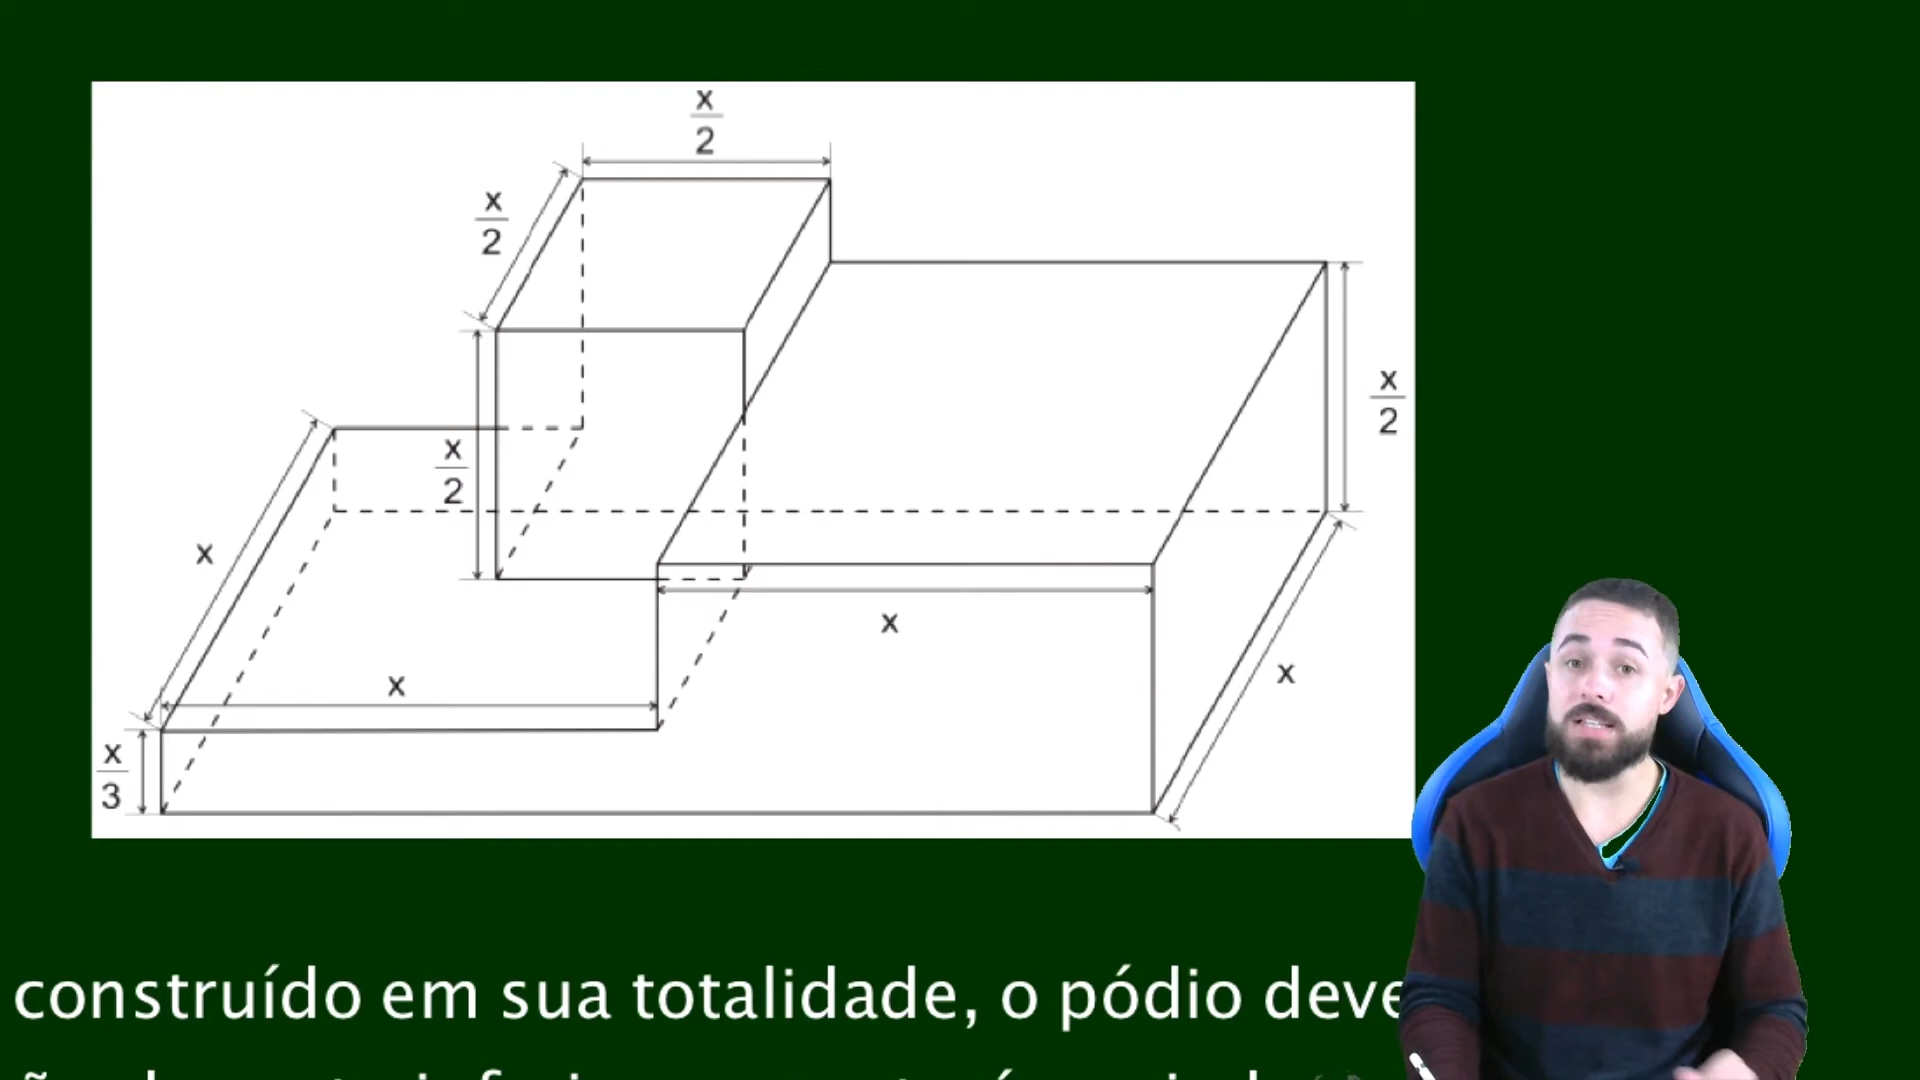 x
2
x
2
x
2
x
2
x
x
x
x
x
3
construído em sua totalidade, o pódio deve